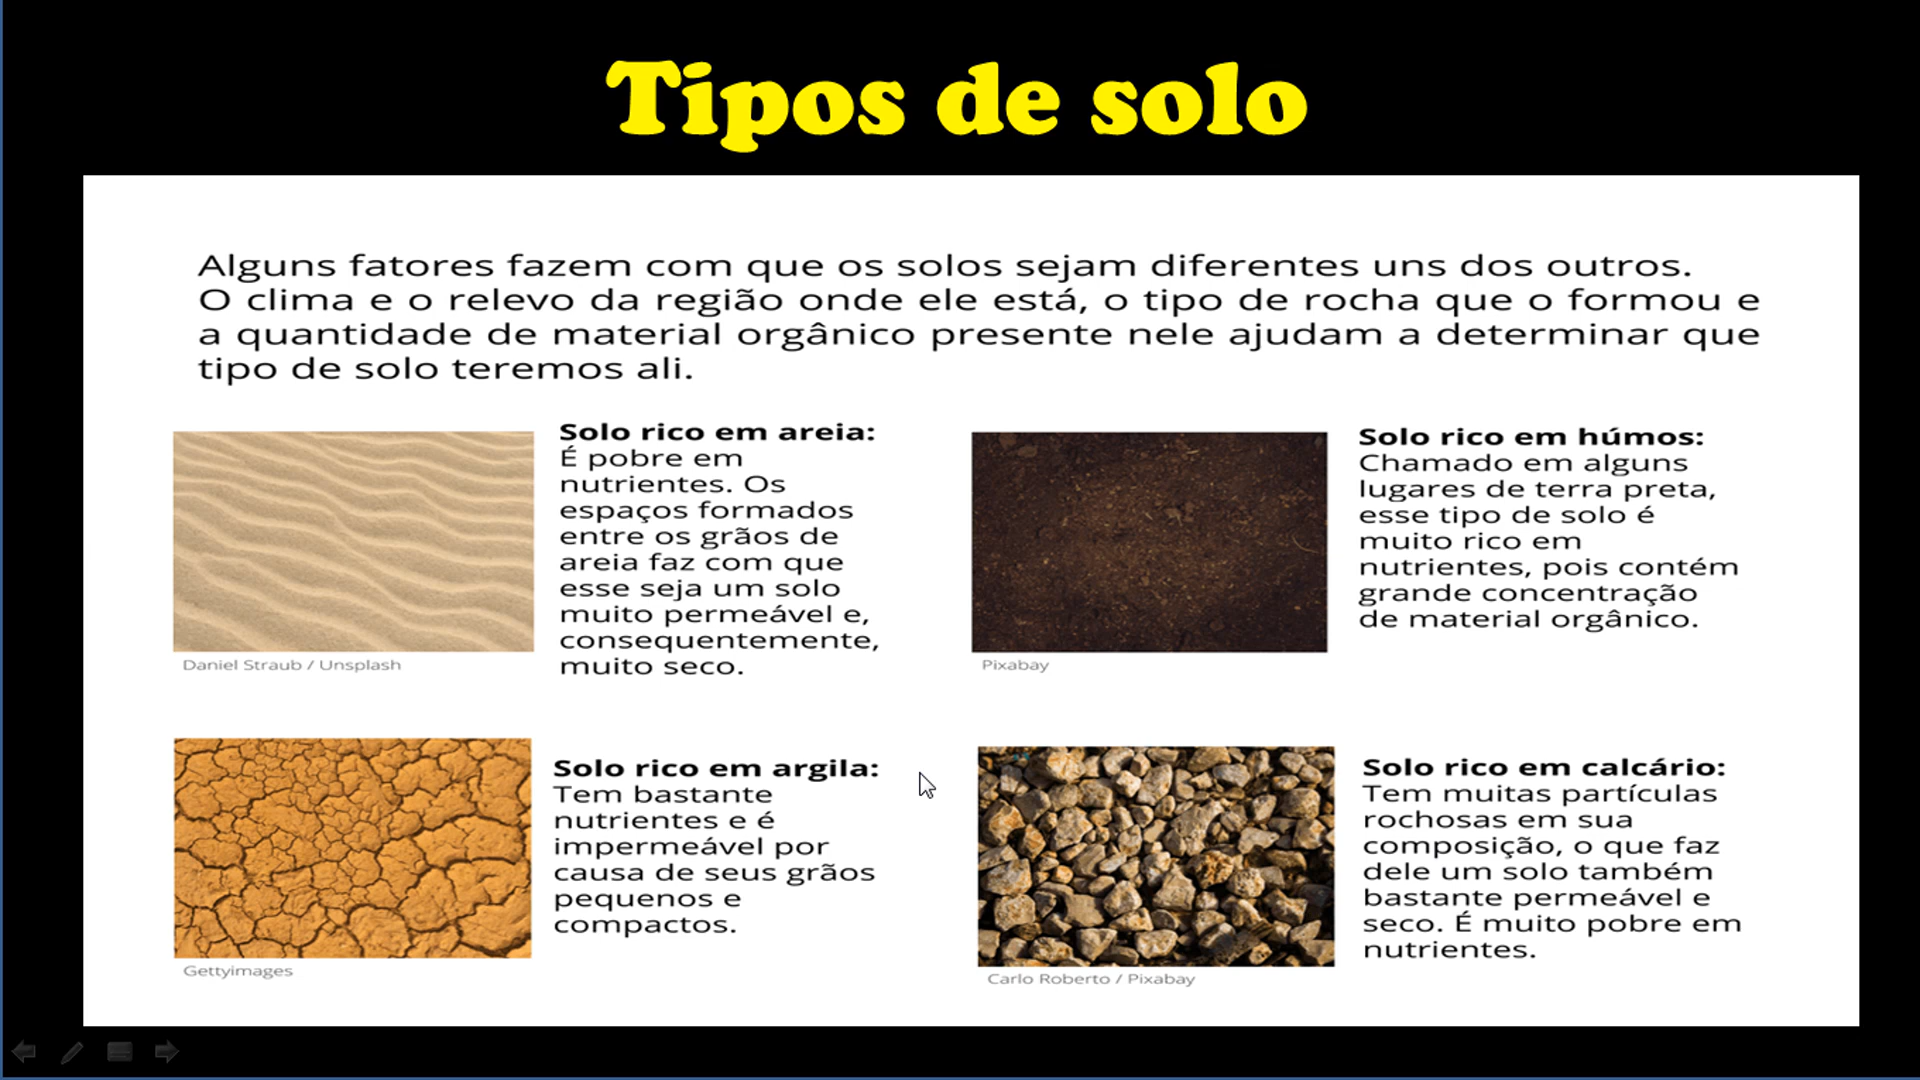 Tipos de solo
Alguns fatores fazem com que os solos sejam diferentes uns dos outros.
O clima e o relevo da região onde ele está, o tipo de rocha que o formou e
a quantidade de material orgânico presente nele ajudam a determinar que
tipo de solo teremos ali.
Solo rico em areia:
É pobre em
nutrientes. Os
espaços formados
entre os grãos de
areia faz com que
esse seja um solo
muito permeável e,
consequentemente,
muito seco.
Daniel Straub / Unsplash
Solo rico em húmos:
Chamado em alguns
lugares de terra preta,
esse tipo de solo é
muito rico em
nutrientes, pois contém
grande concentração
de material orgânico.
Pixabay
Solo rico em argila:
Tem bastante
nutrientes e é
impermeável por
causa de seus grãos
pequenos e
compactos.
Gettyimages
Solo rico em calcário:
Tem muitas partículas
rochosas em sua
composição, o que faz
dele um solo também
bastante permeável e
seco. É muito pobre em
nutrientes.
Carlo Roberto / Pixabay